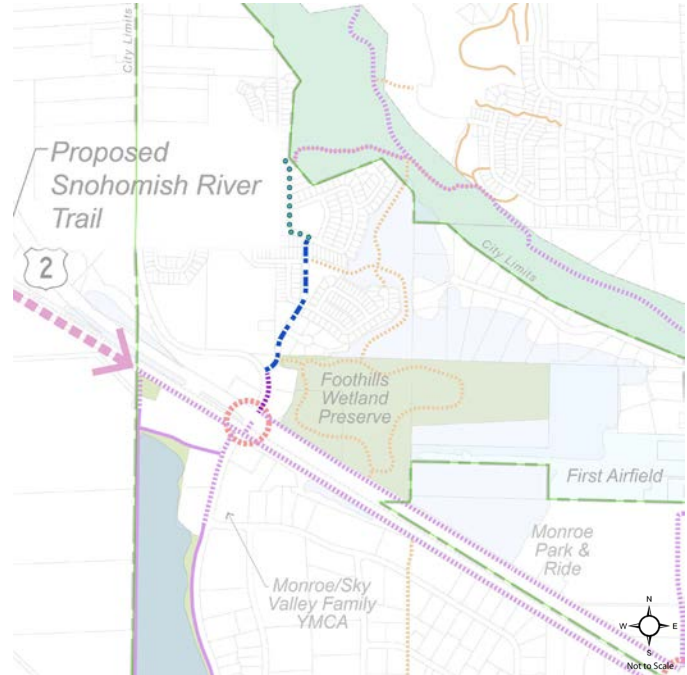 City Limits
Proposed
Snohomish River
Trail
2
City Limits
Foothills
Wetland
Preserve
First Airfield
Monroe
Park &
Ride
Monroe/Sky
Valley Family
YMCA
N
W
E
S
Not to Scale